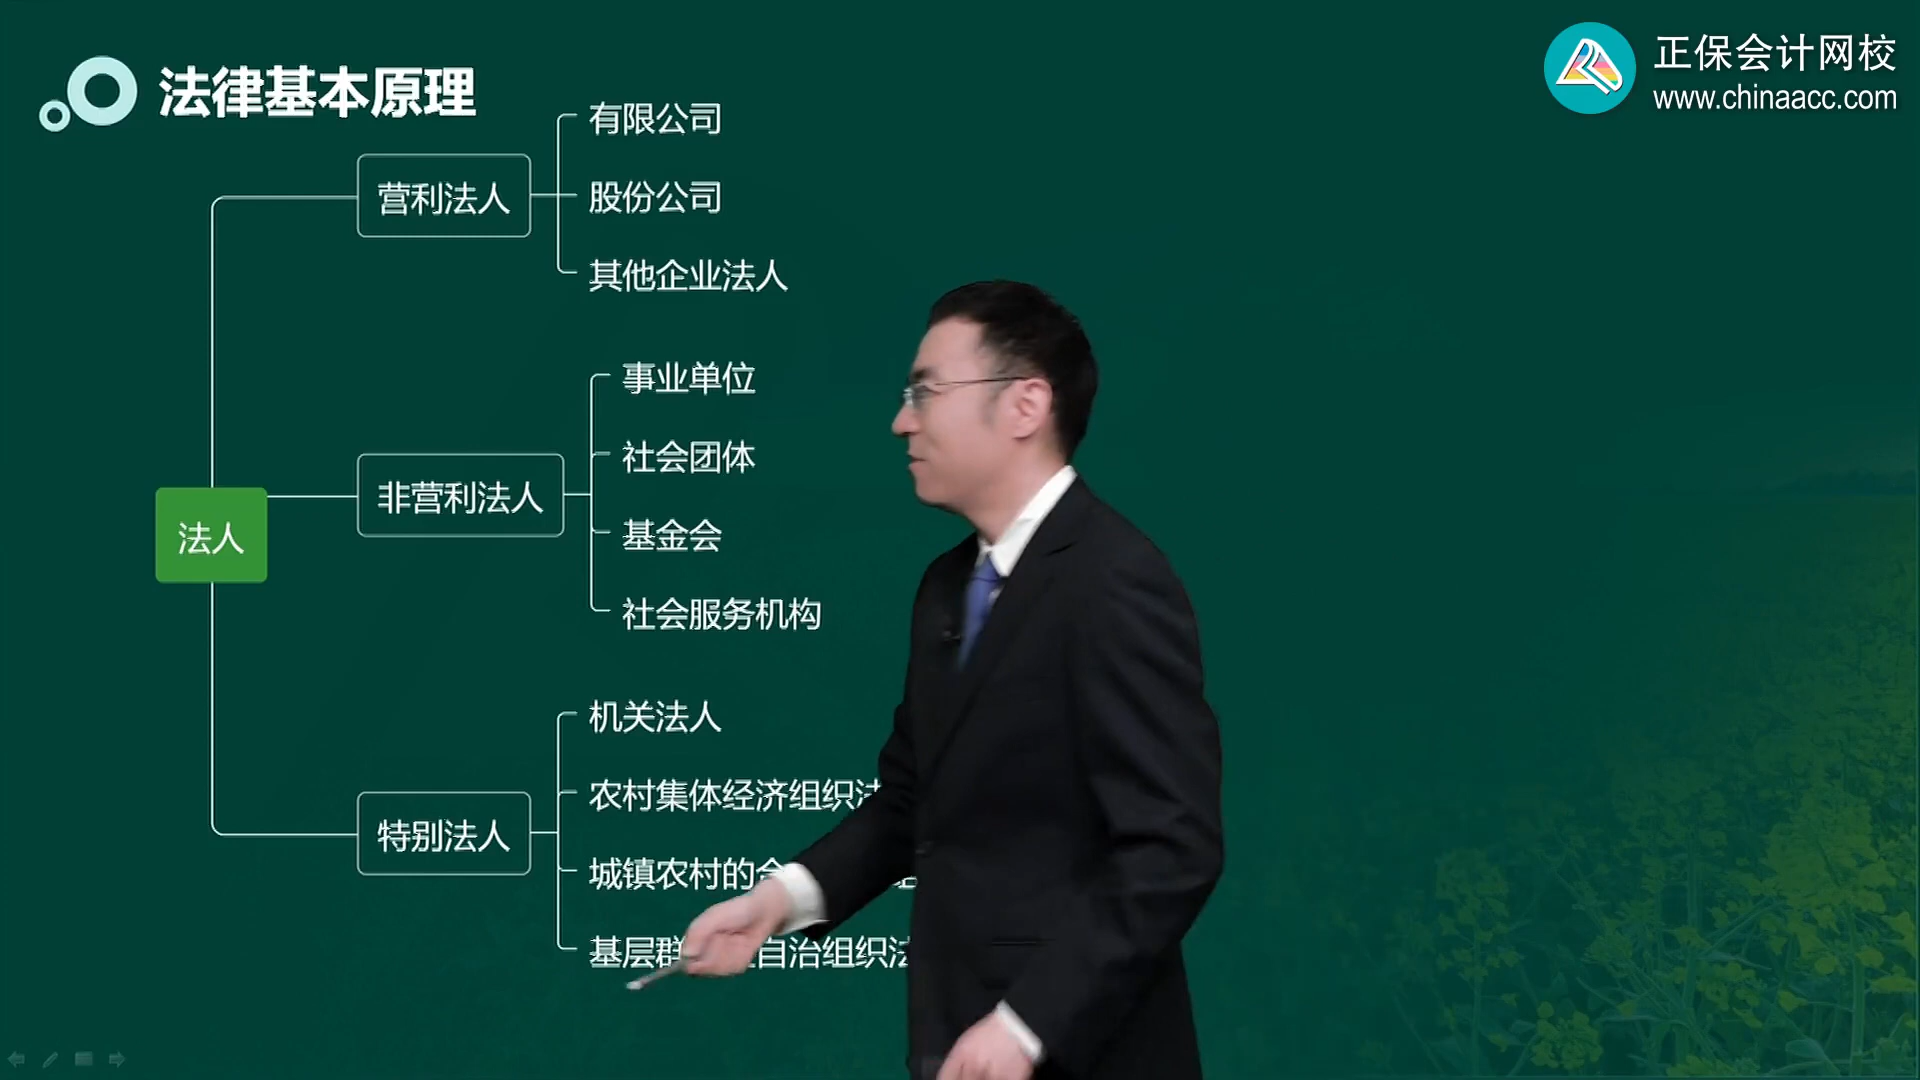 法律基本原理
正保会计网校
www.chinaacc.com
法人
营利法人
有限公司
股份公司
其他企业法人
非营利法人
事业单位
社会团体
基金会
社会服务机构
特别法人
机关法人
农村集体经济组织法
城镇农村的合
基层群 自治组织法